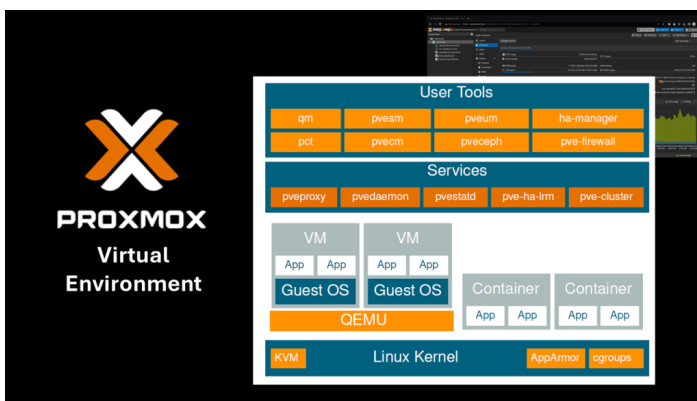 PROXMOX
Virtual
Environment
PROXMOX
User Tools
qm pvesm pveum ha-manager
pct pvecm pveceph pve-firewall
Services
pveproxy pvedaemon pvestatd pve-ha-lrm pve-cluster
VM VM
App App App App
Guest OS Guest OS
Container Container
App App App App
QEMU
KVM Linux Kernel AppArmor cgroups